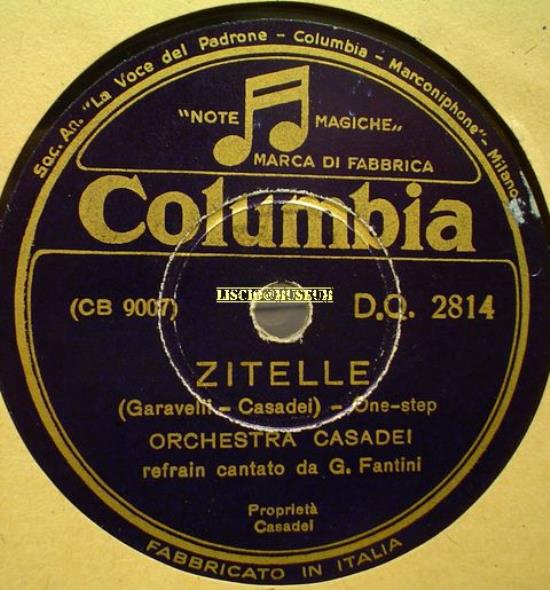 Soc. An. "La Voce del Padrone - Columbia - Marconiphone" - Milano
"NOTE MAGICHE„
MARCA DI FABBRICA
Columbia
(CB 9007) D.Q. 2814
LISCIO@MUSEUM
ZITELLE
(Garavelli - Casadei) - One-step
ORCHESTRA CASADEI
refrain cantato da G. Fantini
Proprietà
Casadei
FABBRICATO IN ITALIA